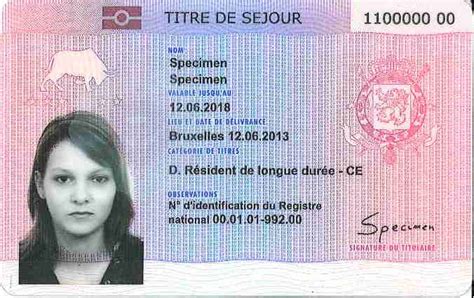 TITRE DE SEJOUR
1100000 00
NOM
Specimen
Specimen
VALABLE JUSQU'AU
12.06.2018
LIEU ET DATE DE DÉLIVRANCE
Bruxelles 12.06.2013
CATÉGORIE DE TITRES
D. Résident de longue durée - CE
OBSERVATIONS
N° d'identification du Registre
national 00.01.01-992.00
Specimen
SIGNATURE DU TITULAIRE